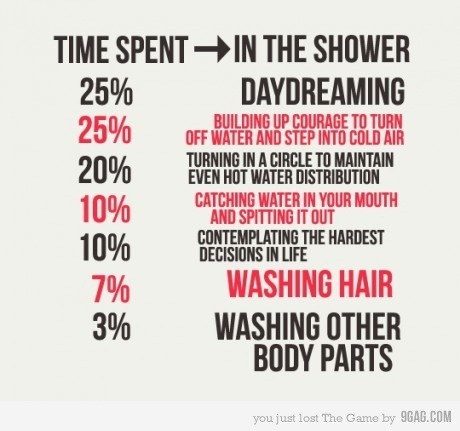 TIME SPENT → IN THE SHOWER
25% DAYDREAMING
25% BUILDING UP COURAGE TO TURN
OFF WATER AND STEP INTO COLD AIR
20% TURNING IN A CIRCLE TO MAINTAIN
EVEN HOT WATER DISTRIBUTION
10% CATCHING WATER IN YOUR MOUTH
AND SPITTING IT OUT
10% CONTEMPLATING THE HARDEST
DECISIONS IN LIFE
7% WASHING HAIR
3% WASHING OTHER
BODY PARTS
you just lost The Game by 9GAG.COM